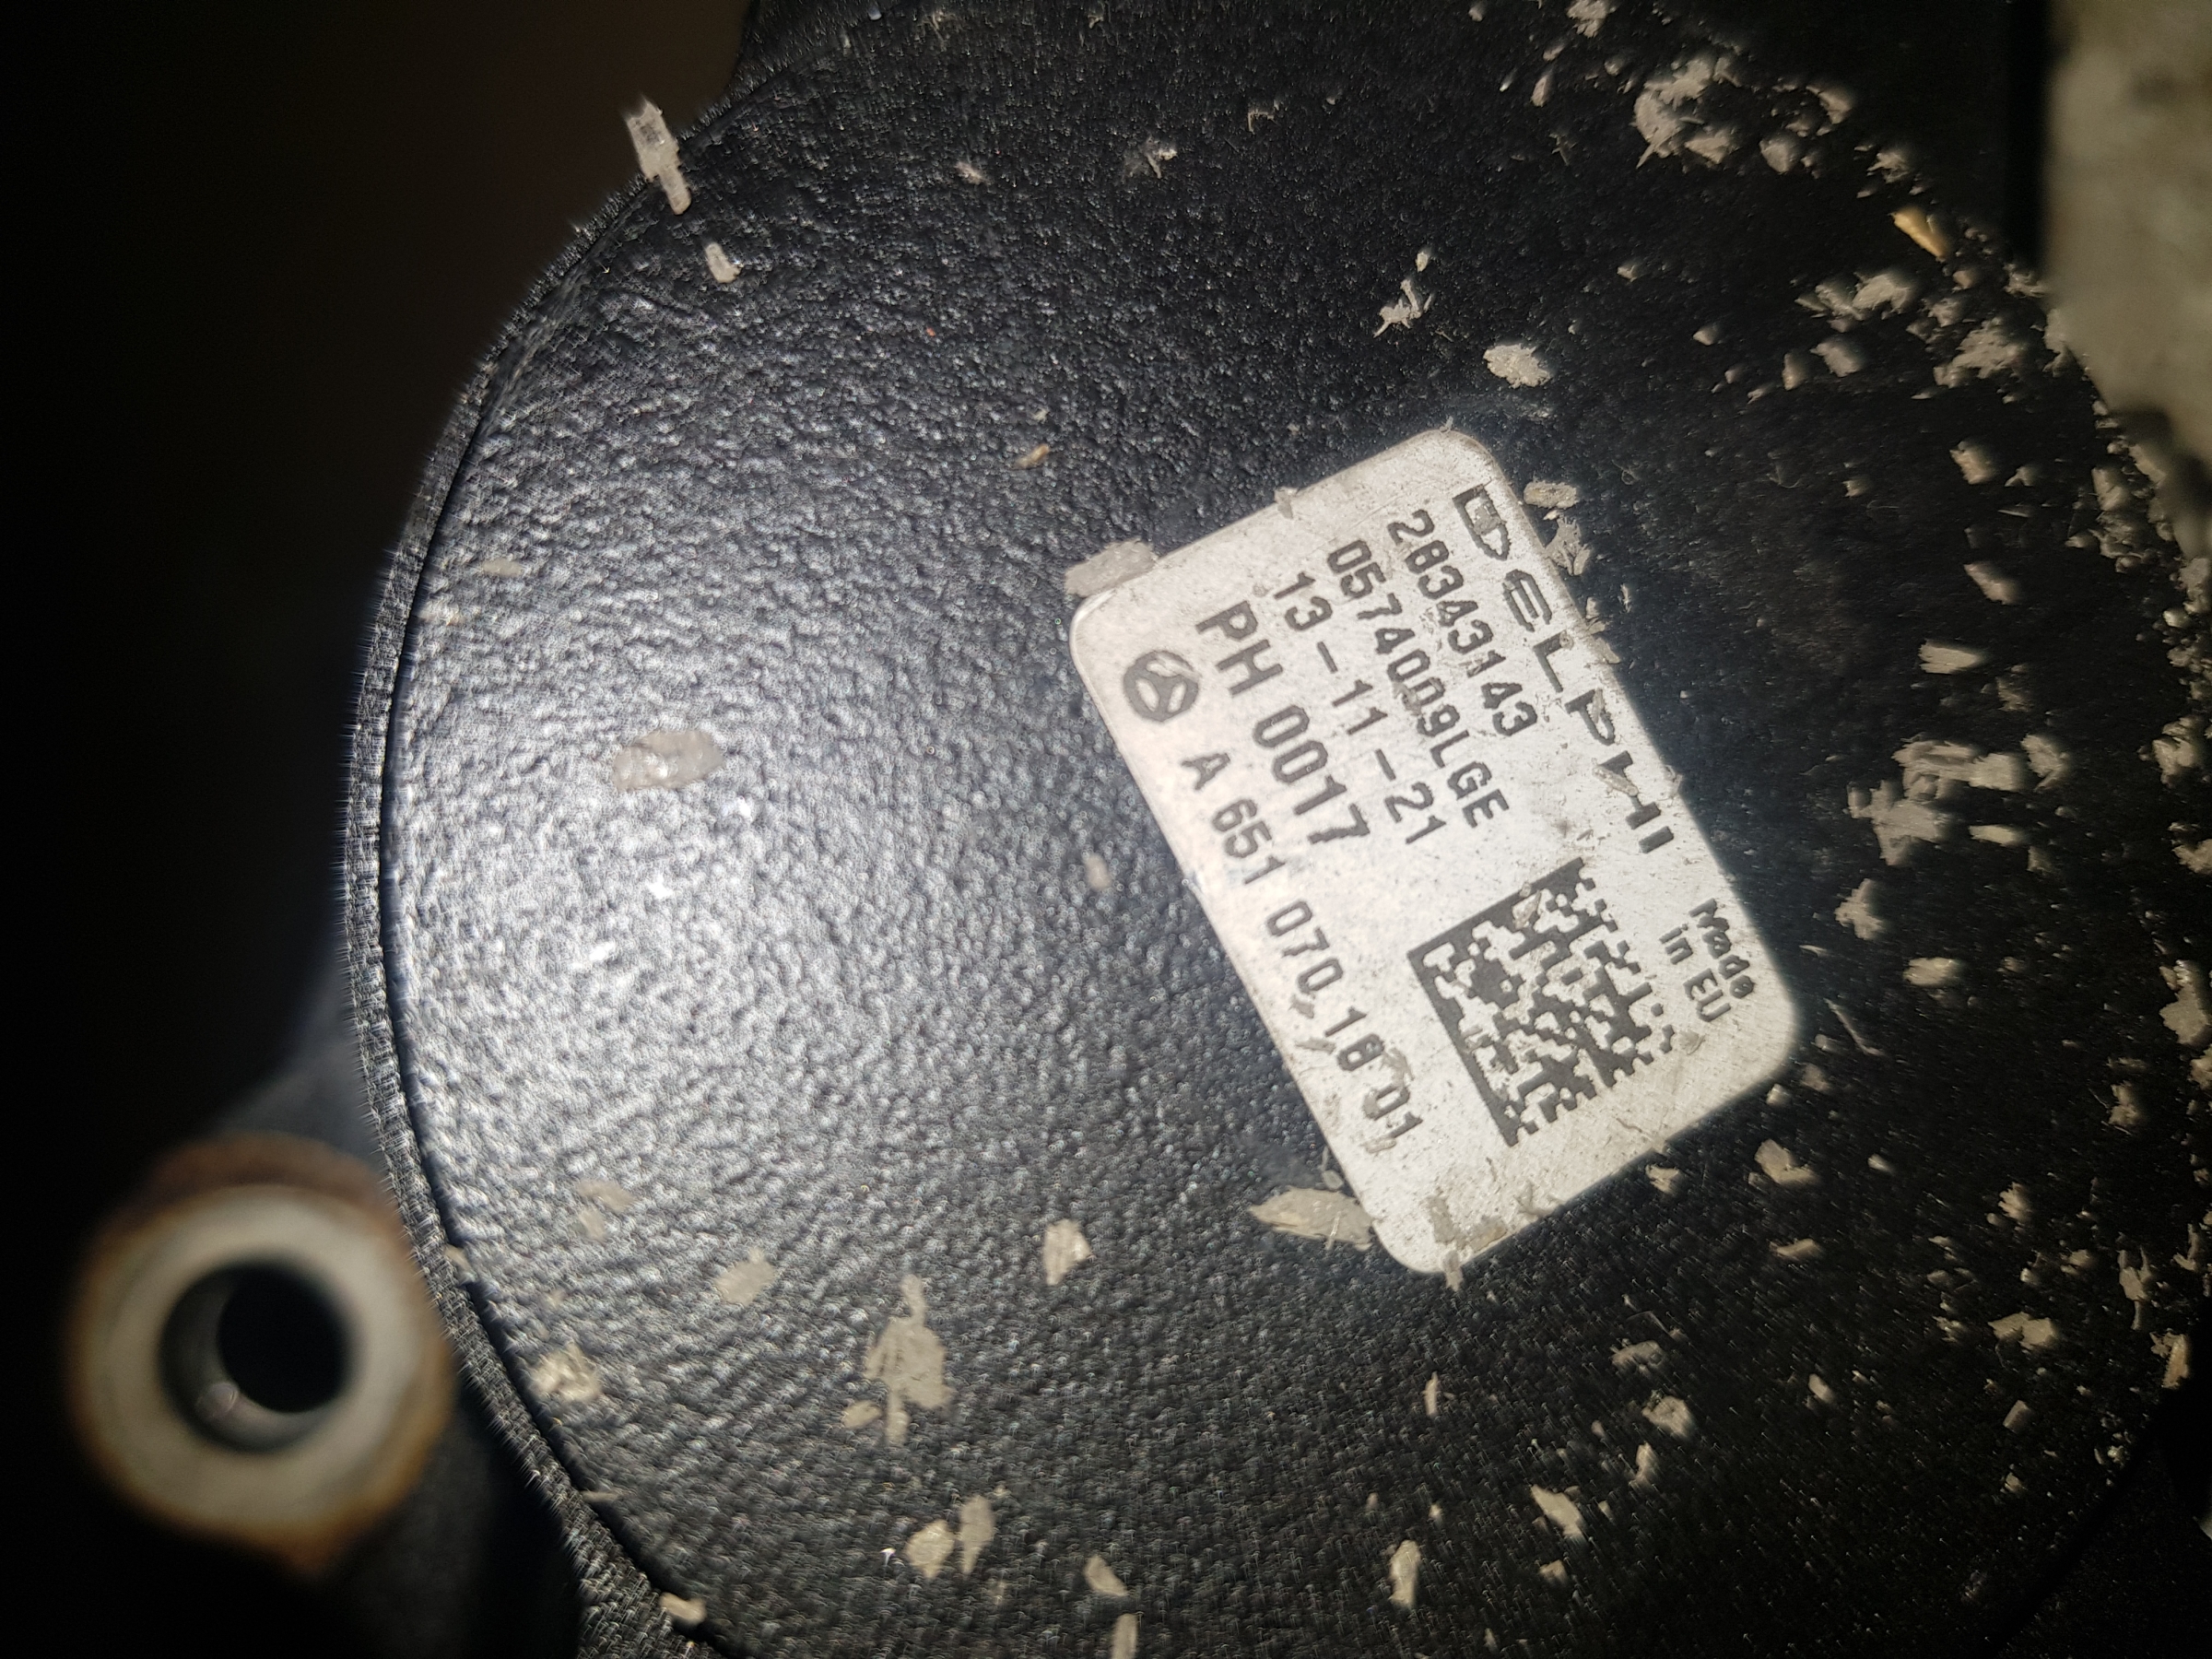 DELPHI
Made
in EU
28343143
0574009LGE
13-11-21
PH 0017
A 651 070 18 01